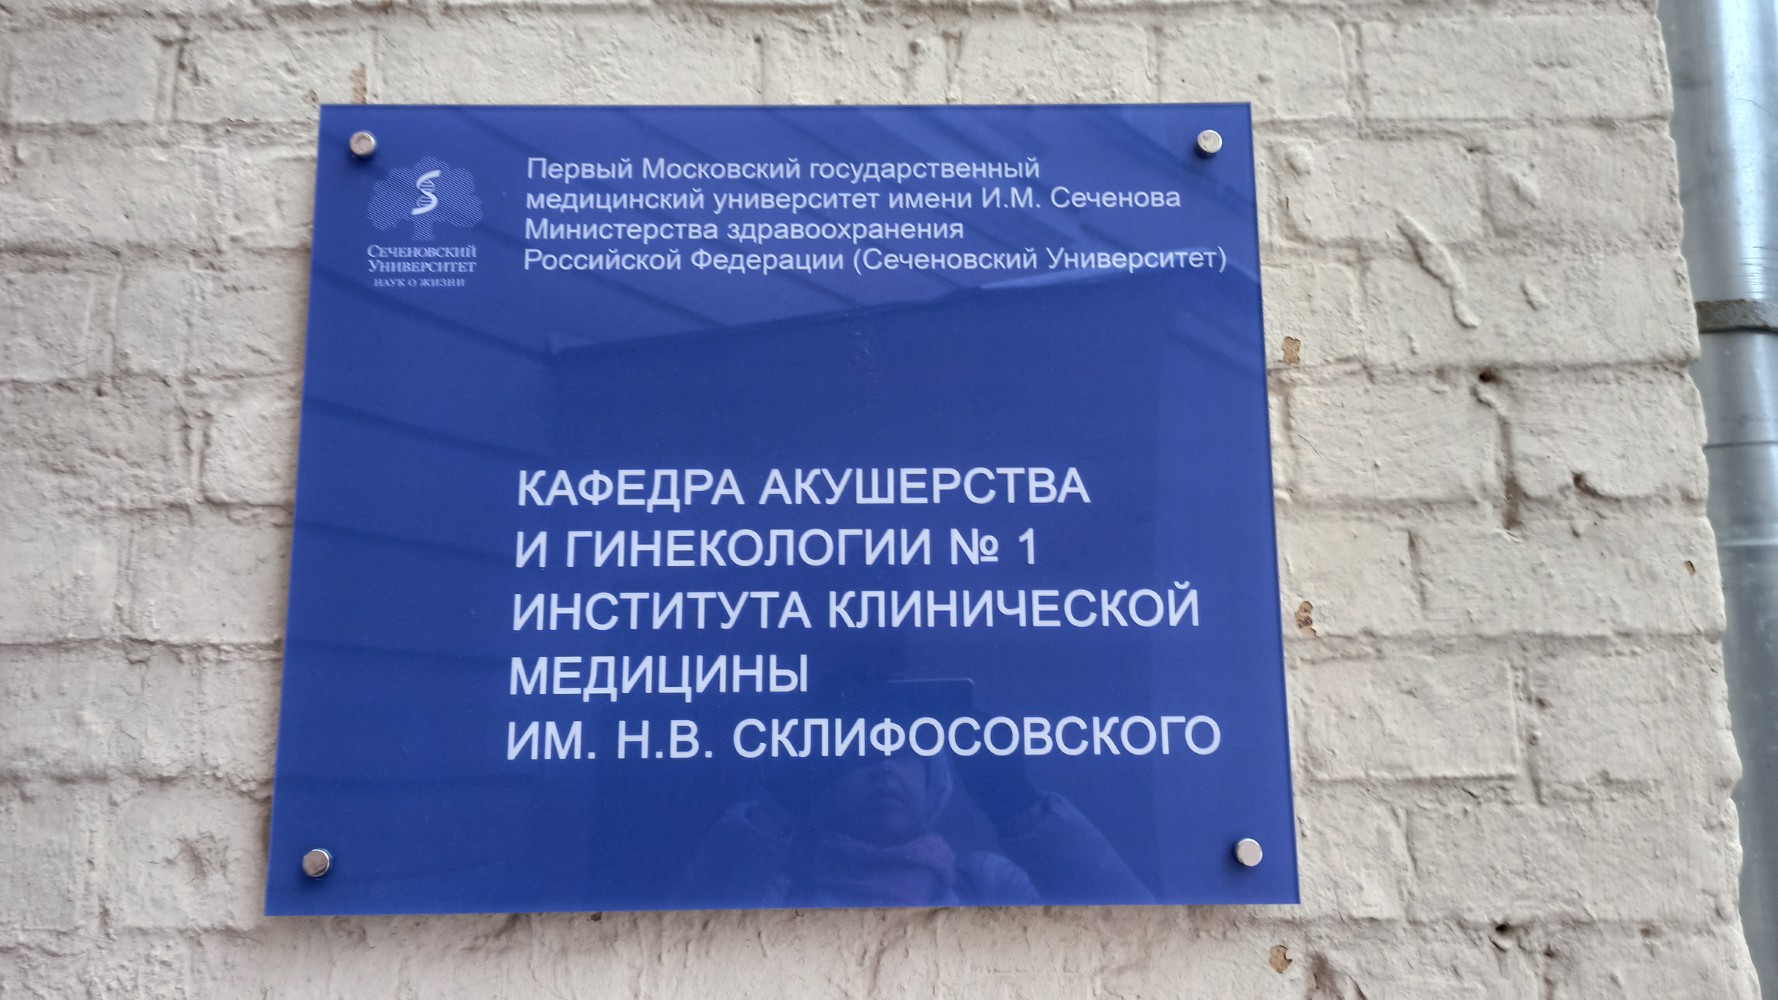 Сеченовский
Университет
наук о жизни
Первый Московский государственный
медицинский университет имени И.М. Сеченова
Министерства здравоохранения
Российской Федерации (Сеченовский Университет)
КАФЕДРА АКУШЕРСТВА
И ГИНЕКОЛОГИИ № 1
ИНСТИТУТА КЛИНИЧЕСКОЙ
МЕДИЦИНЫ
ИМ. Н.В. СКЛИФОСОВСКОГО